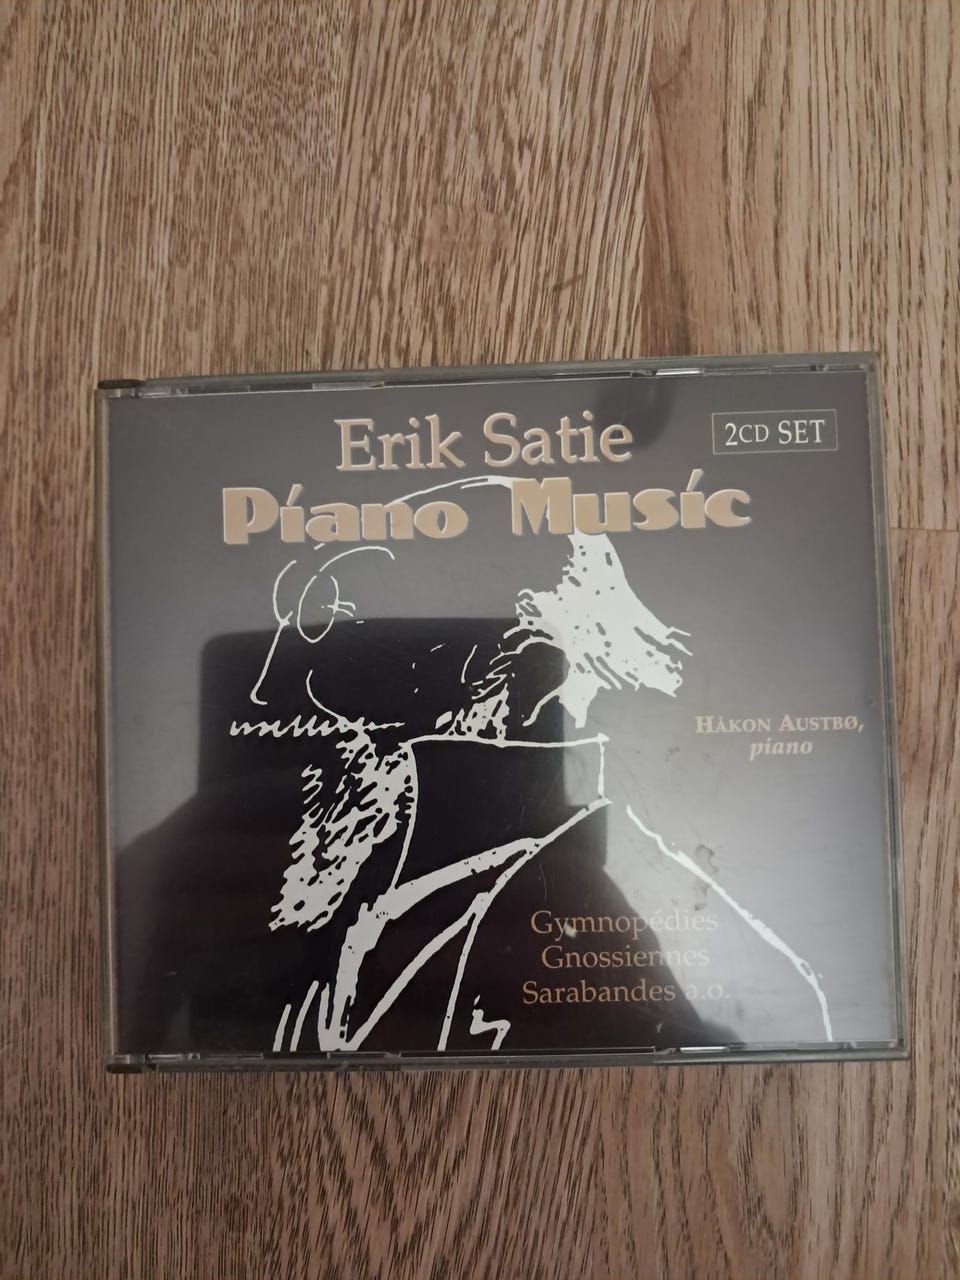 Erik Satie
2CD SET
Piano Music
HÅKON AUSTBØ,
piano
Gymnopédies
Gnossiennes
Sarabandes a.o.